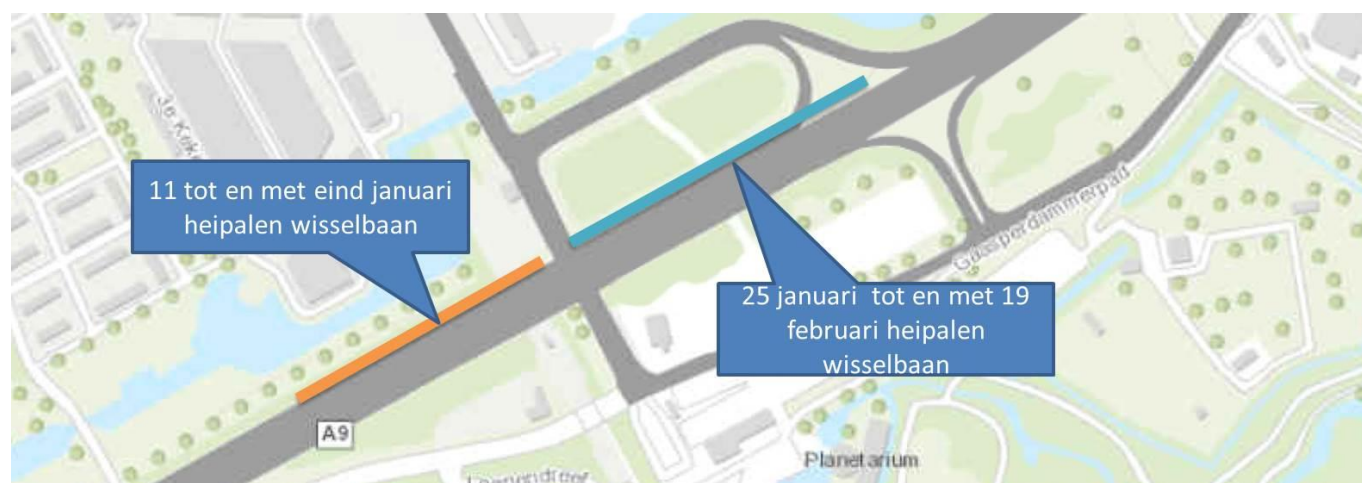 11 tot en met eind januari
heipalen wisselbaan
25 januari tot en met 19
februari heipalen
wisselbaan
Gaasperdammerpad
A9
Planetarium